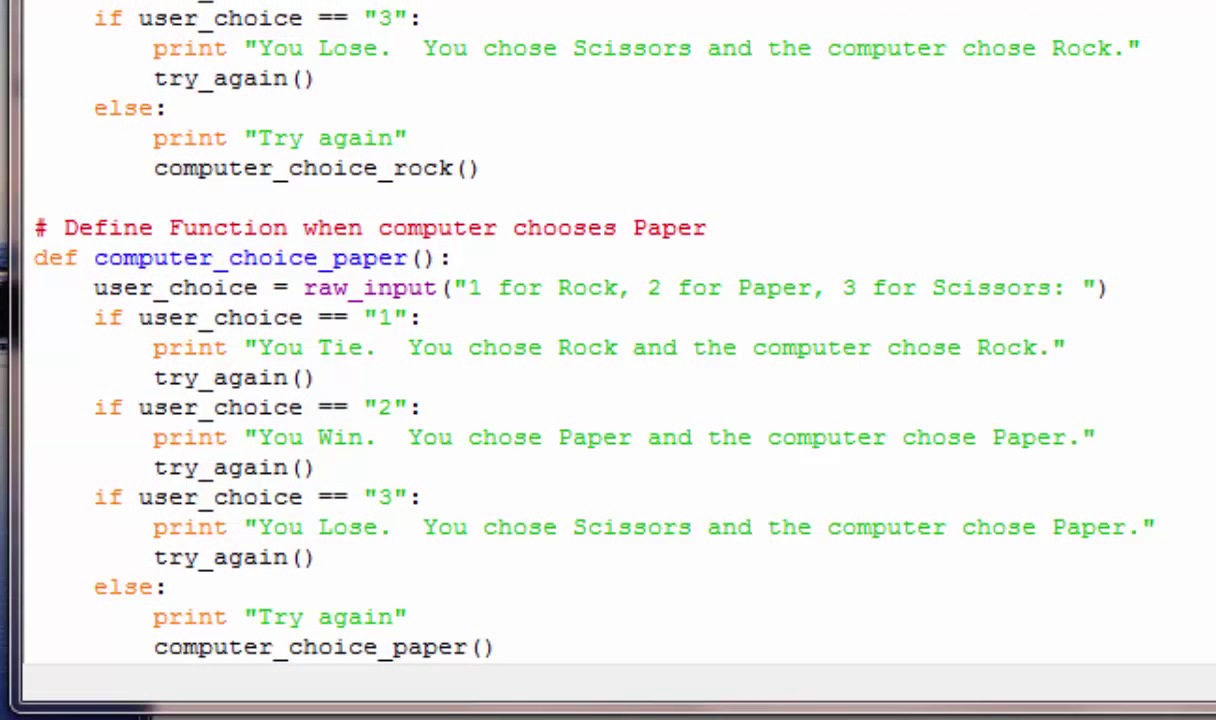 if user_choice == "3":
        print "You Lose.  You chose Scissors and the computer chose Rock."
        try_again()
    else:
        print "Try again"
        computer_choice_rock()

# Define Function when computer chooses Paper
def computer_choice_paper():
    user_choice = raw_input("1 for Rock, 2 for Paper, 3 for Scissors: ")
    if user_choice == "1":
        print "You Tie.  You chose Rock and the computer chose Rock."
        try_again()
    if user_choice == "2":
        print "You Win.  You chose Paper and the computer chose Paper."
        try_again()
    if user_choice == "3":
        print "You Lose.  You chose Scissors and the computer chose Paper."
        try_again()
    else:
        print "Try again"
        computer_choice_paper()